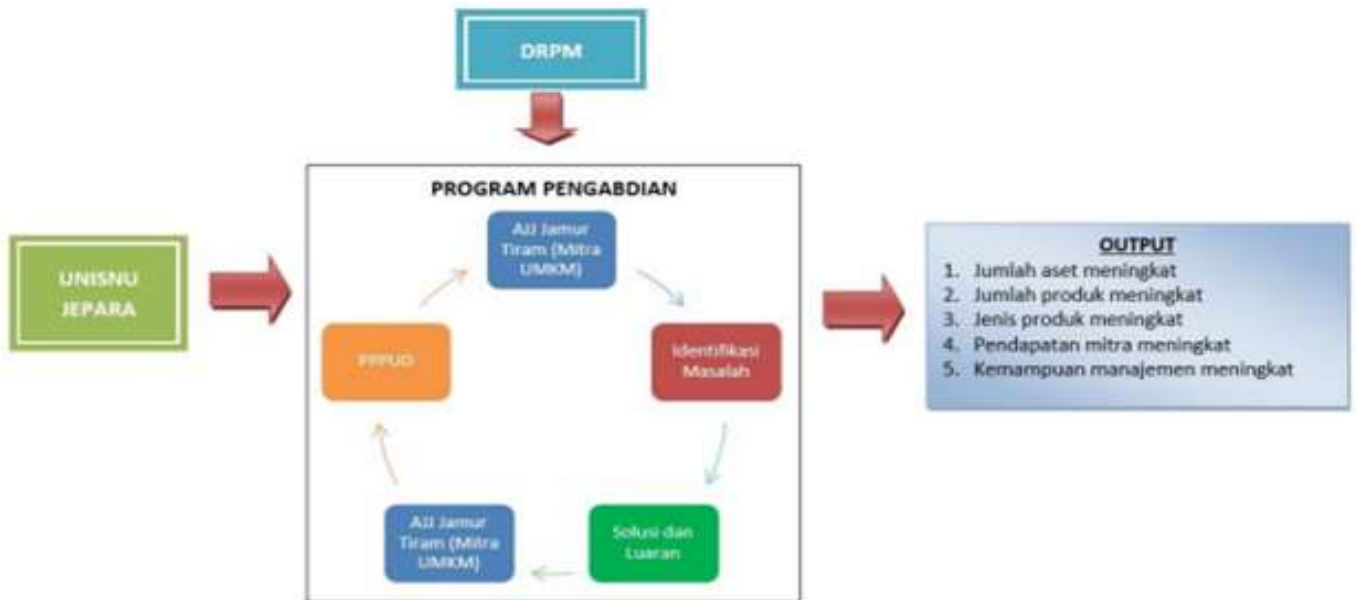 DRPM
PROGRAM PENGABDIAN
UNISNU
JEPARA
AJJ Jamur
Tiram (Mitra
UMKM)
Identifikasi
Masalah
Solusi dan
Luaran
AJJ Jamur
Tiram (Mitra
UMKM)
PPPUD
OUTPUT
1. Jumlah aset meningkat
2. Jumlah produk meningkat
3. Jenis produk meningkat
4. Pendapatan mitra meningkat
5. Kemampuan manajemen meningkat